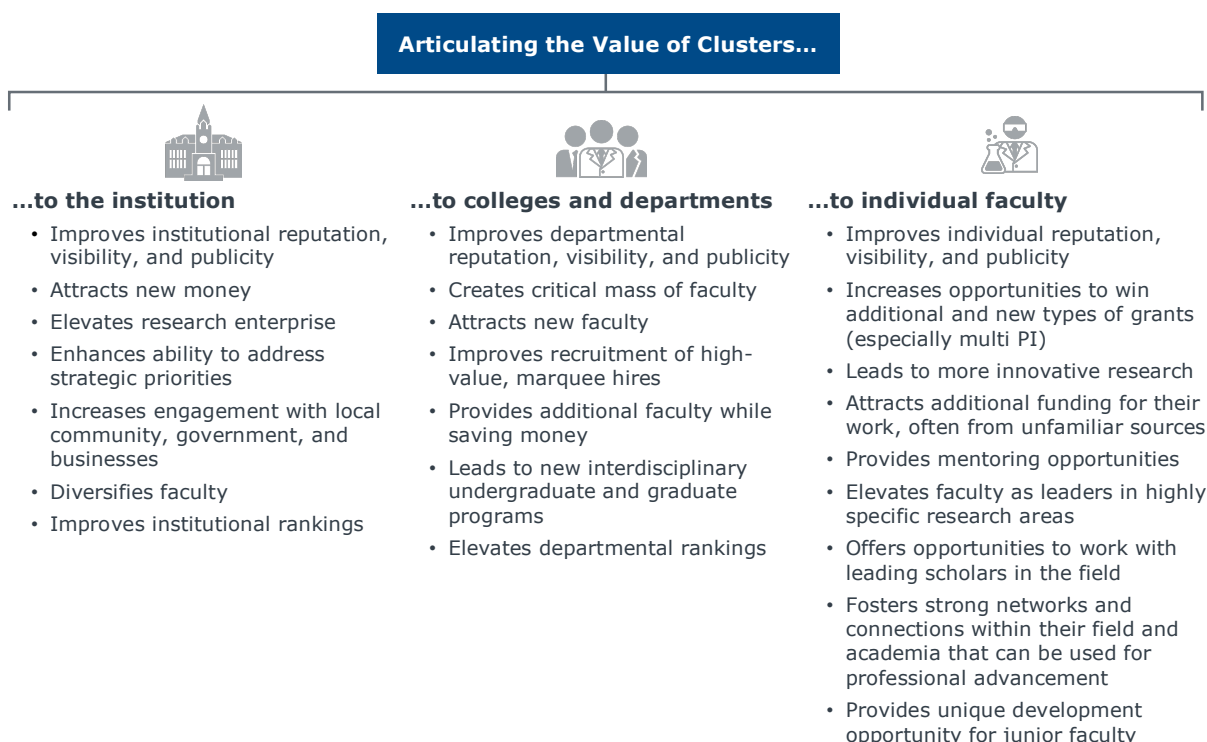 Articulating the Value of Clusters...
...to the institution
• Improves institutional reputation,
visibility, and publicity
• Attracts new money
• Elevates research enterprise
• Enhances ability to address
strategic priorities
• Increases engagement with local
community, government, and
businesses
• Diversifies faculty
• Improves institutional rankings
...to colleges and departments
• Improves departmental
reputation, visibility, and publicity
• Creates critical mass of faculty
• Attracts new faculty
• Improves recruitment of high-
value, marquee hires
• Provides additional faculty while
saving money
• Leads to new interdisciplinary
undergraduate and graduate
programs
• Elevates departmental rankings
...to individual faculty
• Improves individual reputation,
visibility, and publicity
• Increases opportunities to win
additional and new types of grants
(especially multi PI)
• Leads to more innovative research
• Attracts additional funding for their
work, often from unfamiliar sources
• Provides mentoring opportunities
• Elevates faculty as leaders in highly
specific research areas
• Offers opportunities to work with
leading scholars in the field
• Fosters strong networks and
connections within their field and
academia that can be used for
professional advancement
• Provides unique development
opportunity for junior faculty